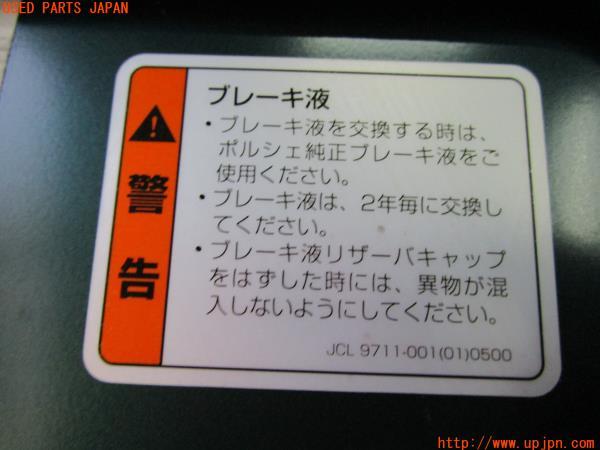 USED PARTS JAPAN
警告
ブレーキ液
・ブレーキ液を交換する時は、
ポルシェ純正ブレーキ液をご
使用ください。
・ブレーキ液は、2年毎に交換し
てください。
・ブレーキ液リザーバキャップ
をはずした時には、異物が混
入しないようにしてください。
JCL 9711-001(01)0500
http://www.upjpn.com/